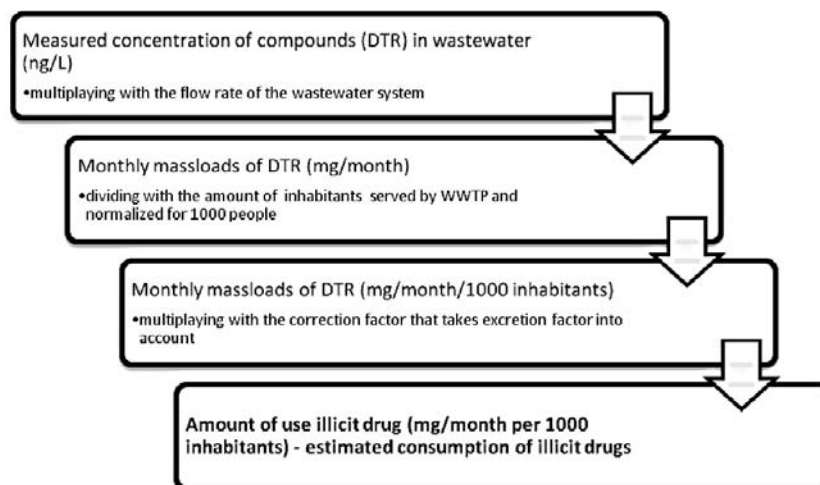 Measured concentration of compounds (DTR) in wastewater
(ng/L)
•multiplaying with the flow rate of the wastewater system
Monthly massloads of DTR (mg/month)
•dividing with the amount of inhabitants served by WWTP and
normalized for 1000 people
Monthly massloads of DTR (mg/month/1000 inhabitants)
•multiplaying with the correction factor that takes excretion factor into
account
Amount of use illicit drug (mg/month per 1000
inhabitants) - estimated consumption of illicit drugs